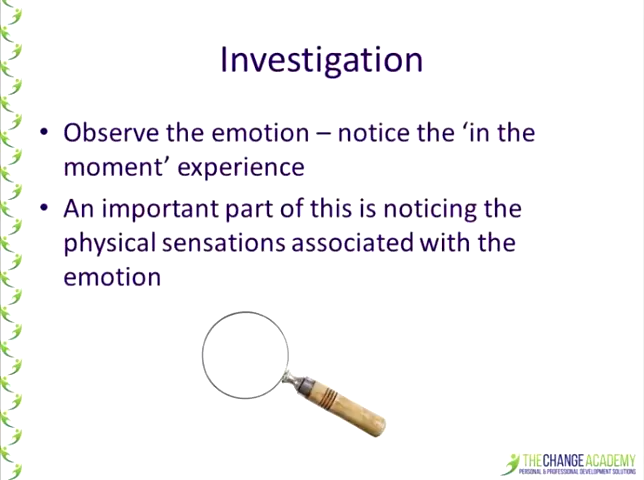 Investigation
• Observe the emotion – notice the ‘in the
moment’ experience
• An important part of this is noticing the
physical sensations associated with the
emotion
THECHANGEACADEMY
PERSONAL & PROFESSIONAL DEVELOPMENT SOLUTIONS